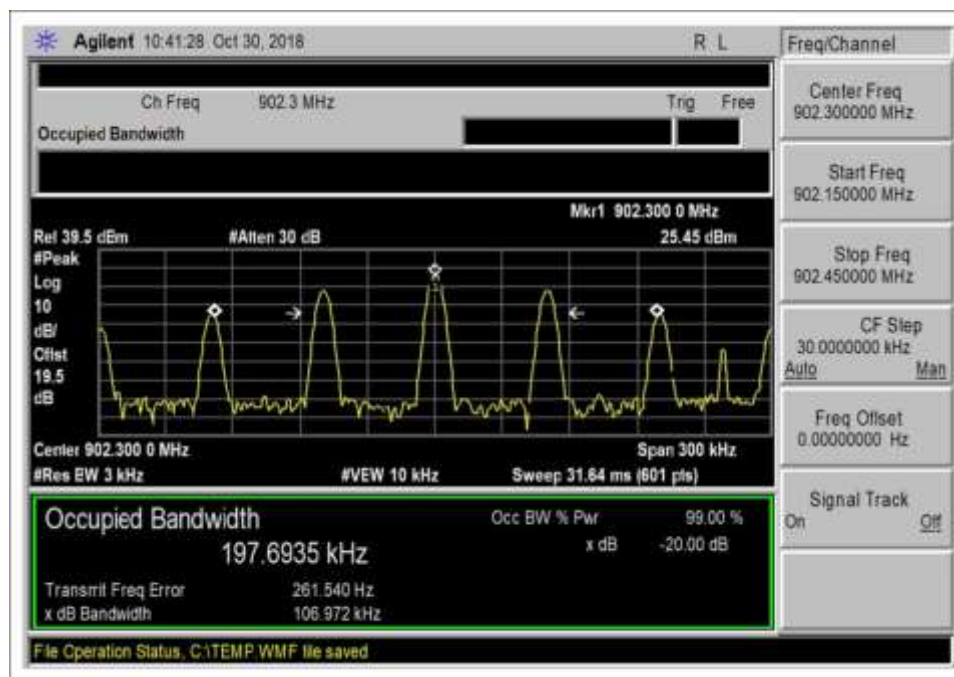 Agilent 10:41:28 Oct 30, 2018 R L
Freq/Channel
Ch Freq 902.3 MHz Trig Free
Occupied Bandwidth
Center Freq
902.300000 MHz
Start Freq
902.150000 MHz
Stop Freq
902.450000 MHz
CF Step
30.0000000 kHz
Auto Man
Freq Offset
0.00000000 Hz
Signal Track
On Off
Mkr1 902.300 0 MHz
Ref 39.5 dBm #Atten 30 dB 25.45 dBm
#Peak
Log
10
dB/
Offst
19.5
dB
1
Center 902.300 0 MHz Span 300 kHz
#Res BW 3 kHz #VBW 10 kHz Sweep 31.64 ms (601 pts)
Occupied Bandwidth Occ BW % Pwr 99.00 %
197.6935 kHz x dB -20.00 dB
Transmit Freq Error 261.540 Hz
x dB Bandwidth 106.972 kHz
File Operation Status, C:\TEMP.WMF file saved